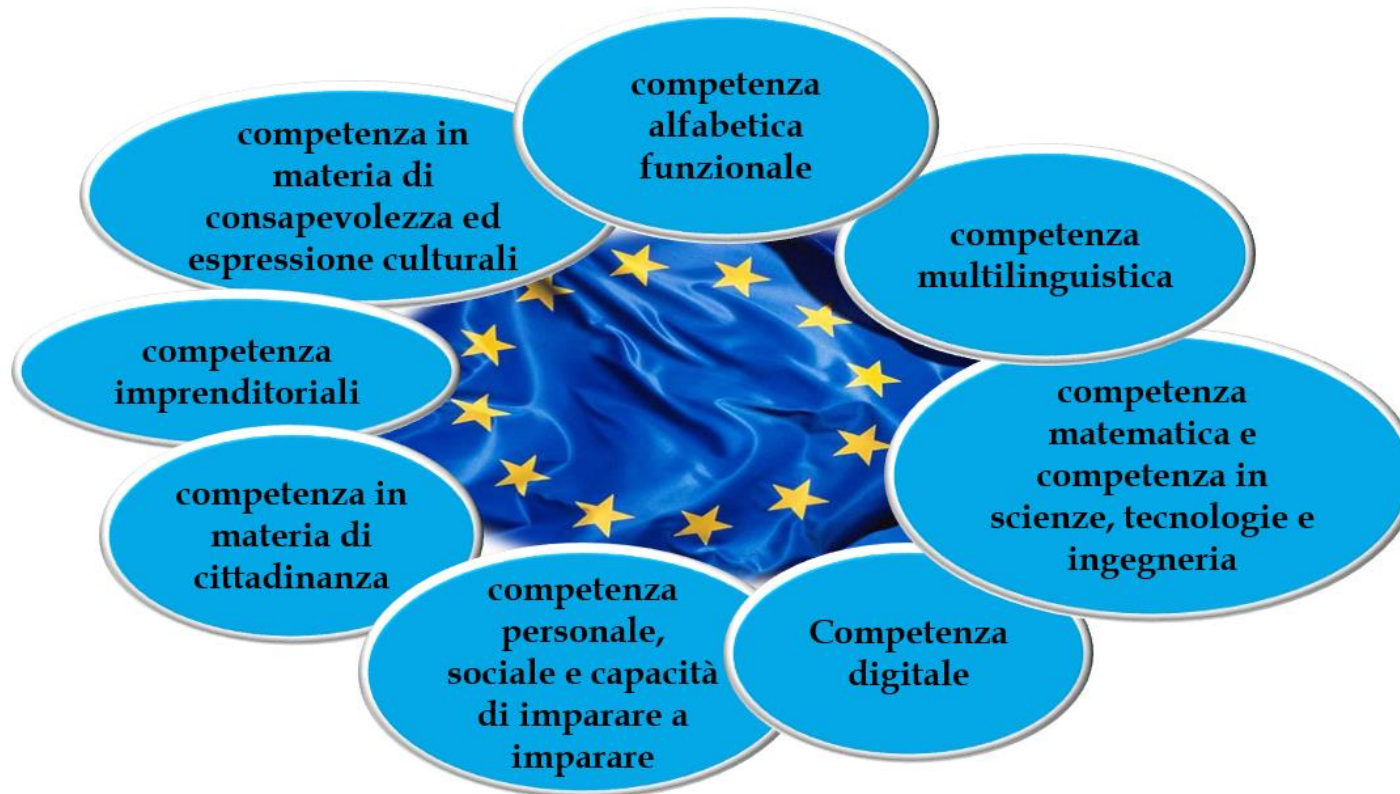 competenza
alfabetica
funzionale
competenza
multilinguistica
competenza
matematica e
competenza in
scienze, tecnologie e
ingegneria
Competenza
digitale
competenza
personale,
sociale e capacità
di imparare a
imparare
competenza in
materia di
cittadinanza
competenza
imprenditoriali
competenza in
materia di
consapevolezza ed
espressione culturali